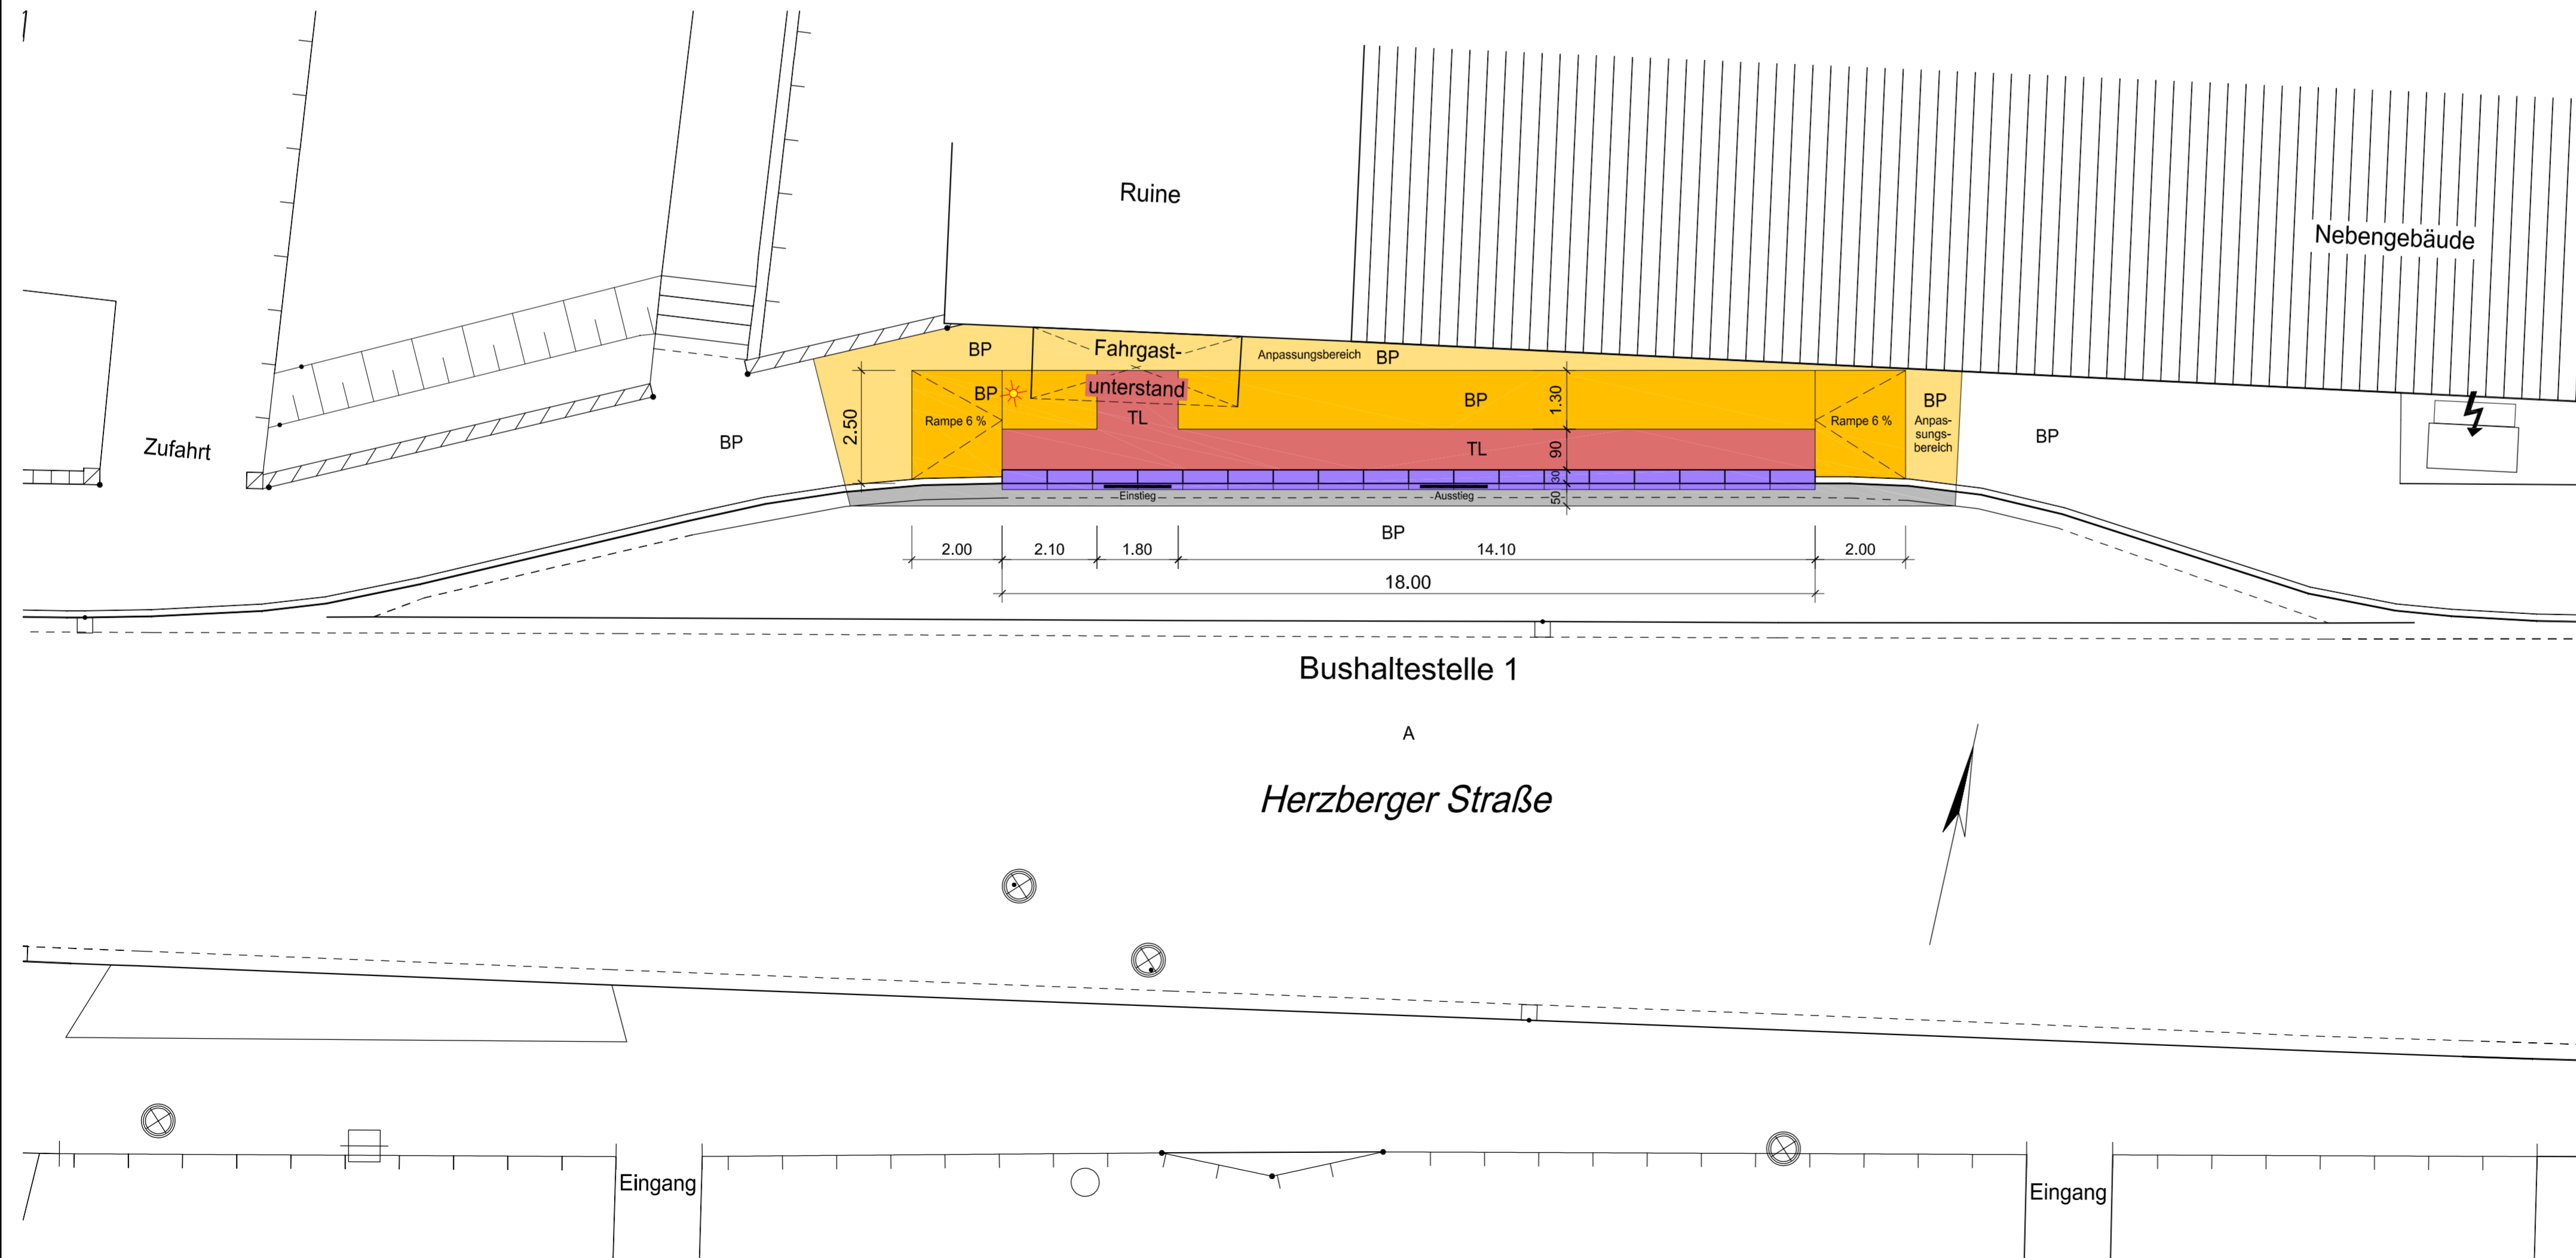 Ruine
Nebengebäude
Zufahrt
BP
BP
Fahrgast-
unterstand
TL
Anpassungsbereich
BP
BP
Rampe 6 %
2.50
BP
1.30
TL
90
30
50
Einstieg
Ausstieg
Rampe 6 %
BP
Anpas-
sungs-
bereich
BP
BP
2.00
2.10
1.80
14.10
2.00
18.00
Bushaltestelle 1
A
Herzberger Straße
Eingang
Eingang